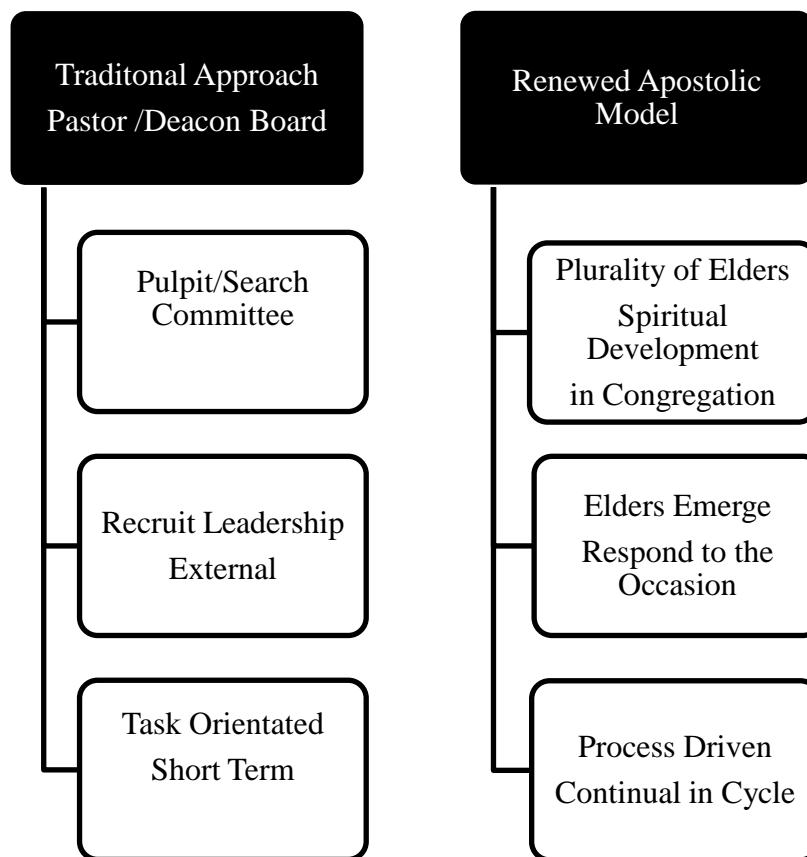 Traditonal Approach
Pastor /Deacon Board
Pulpit/Search
Committee
Recruit Leadership
External
Task Orientated
Short Term
Renewed Apostolic
Model
Plurality of Elders
Spiritual
Development
in Congregation
Elders Emerge
Respond to the
Occasion
Process Driven
Continual in Cycle